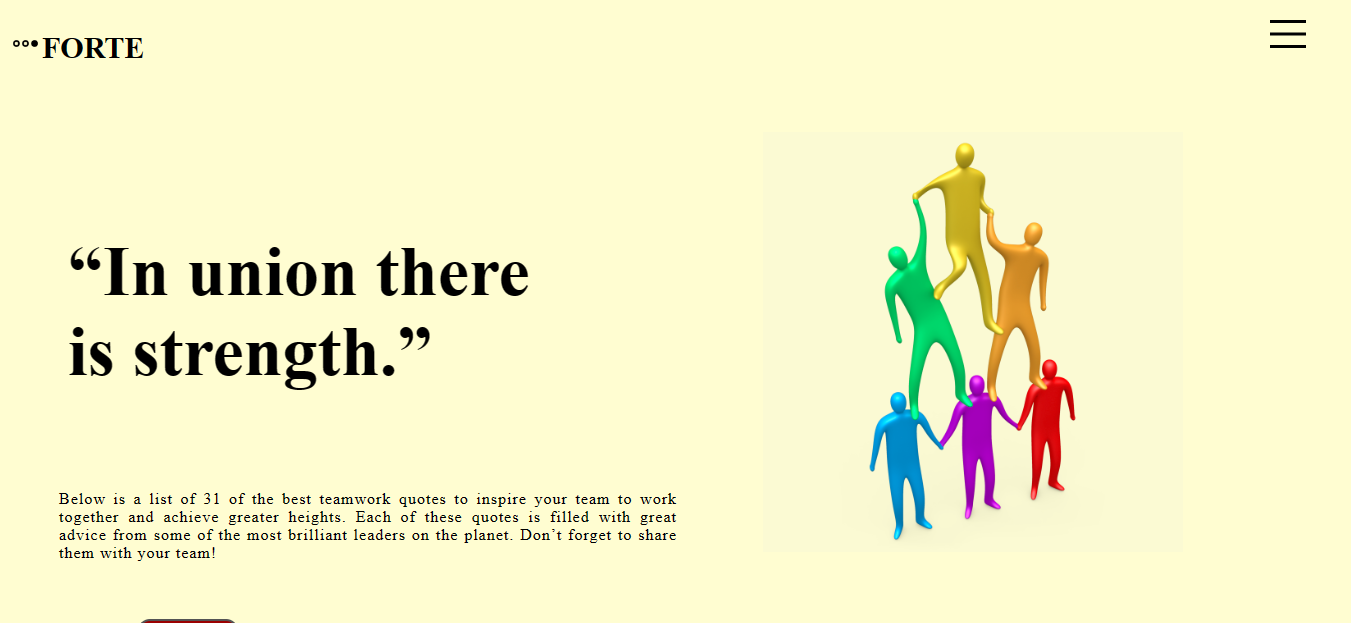 FORTE
“In union there
is strength.”
Below is a list of 31 of the best teamwork quotes to inspire your team to work
together and achieve greater heights. Each of these quotes is filled with great
advice from some of the most brilliant leaders on the planet. Don’t forget to share
them with your team!